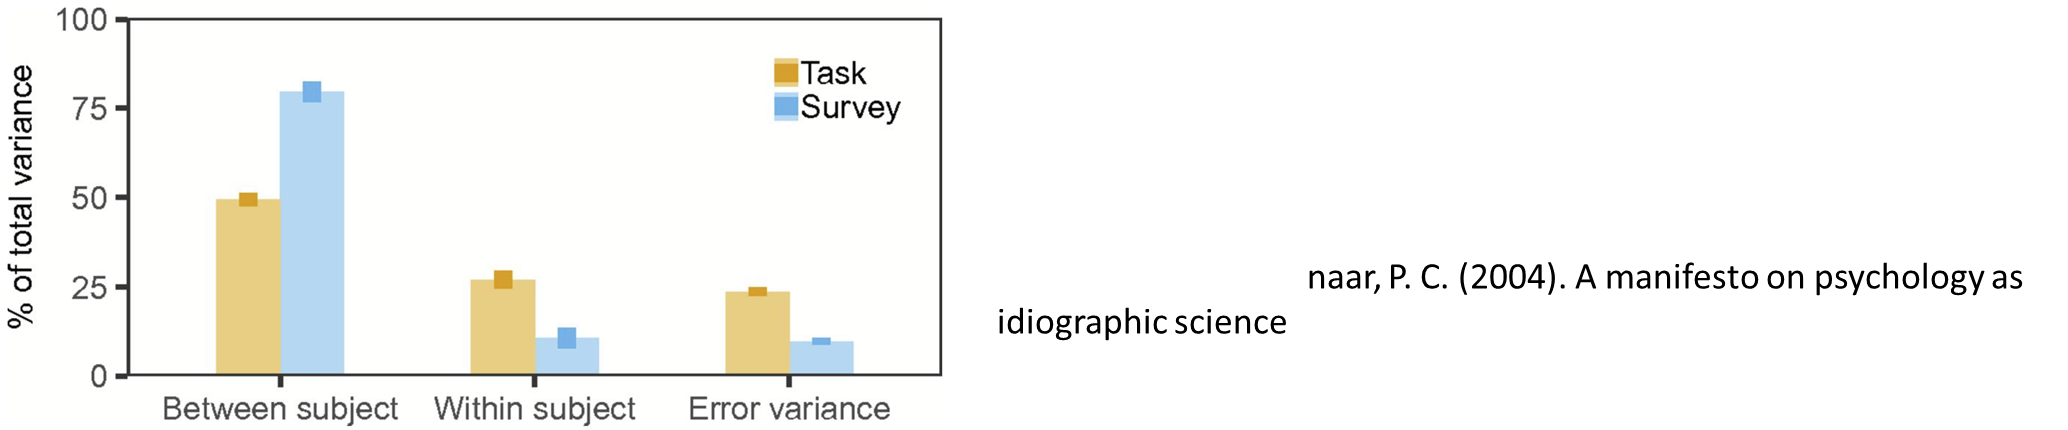 100
75
50
25
0
% of total variance
Task
Survey
Between subject
Within subject
Error variance
naar, P. C. (2004). A manifesto on psychology as
idiographic science